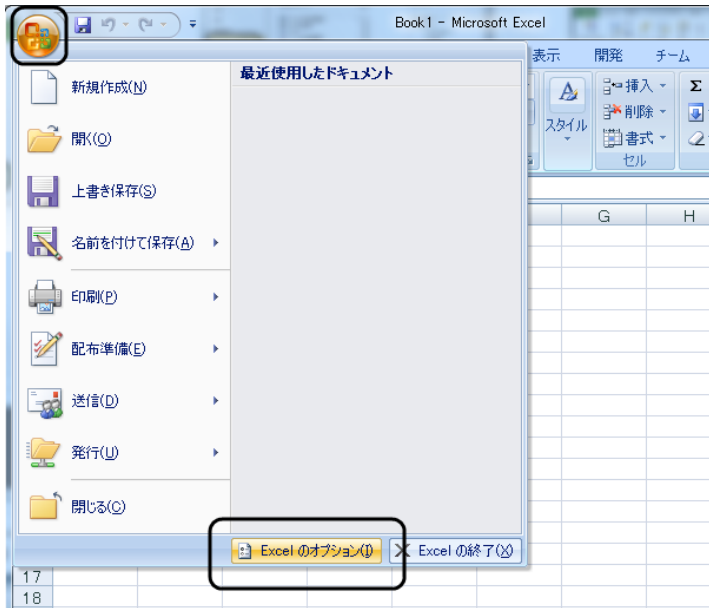 Book1 - Microsoft Excel
表示 開発 チーム
新規作成(N)
最近使用したドキュメント
開く(O)
上書き保存(S)
名前を付けて保存(A)
印刷(P)
配布準備(E)
送信(D)
発行(U)
閉じる(C)
Excel のオプション(I)
Excel の終了(X)
スタイル
挿入
削除
書式
セル
Σ
G H
17
18